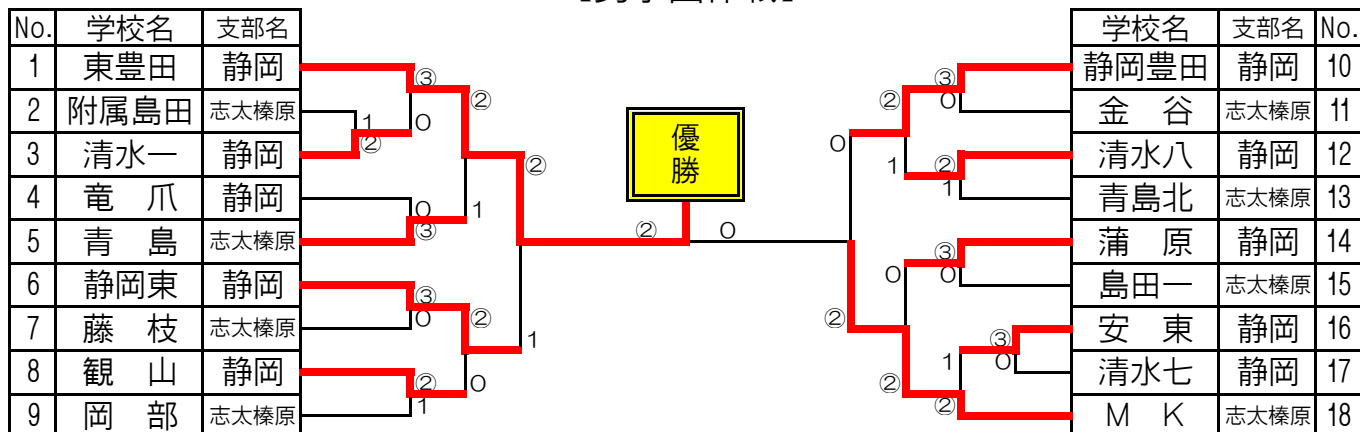 No. 学校名 支部名
1 東豊田 静岡
2 附属島田 志太榛原
3 清水一 静岡
4 竜 爪 静岡
5 青 島 志太榛原
6 静岡東 静岡
7 藤 枝 志太榛原
8 観 山 静岡
9 岡 部 志太榛原
③
1
②
0
②
0
③
1
②
③
0
②
②
1
0
1
優
勝
② 0
0
②
③
0
1
②
1
②
0
③
0
②
1
③
0
②
学校名 支部名 No.
静岡豊田 静岡 10
金 谷 志太榛原 11
清水八 静岡 12
青島北 志太榛原 13
蒲 原 静岡 14
島田一 志太榛原 15
安 東 静岡 16
清水七 静岡 17
M K 志太榛原 18